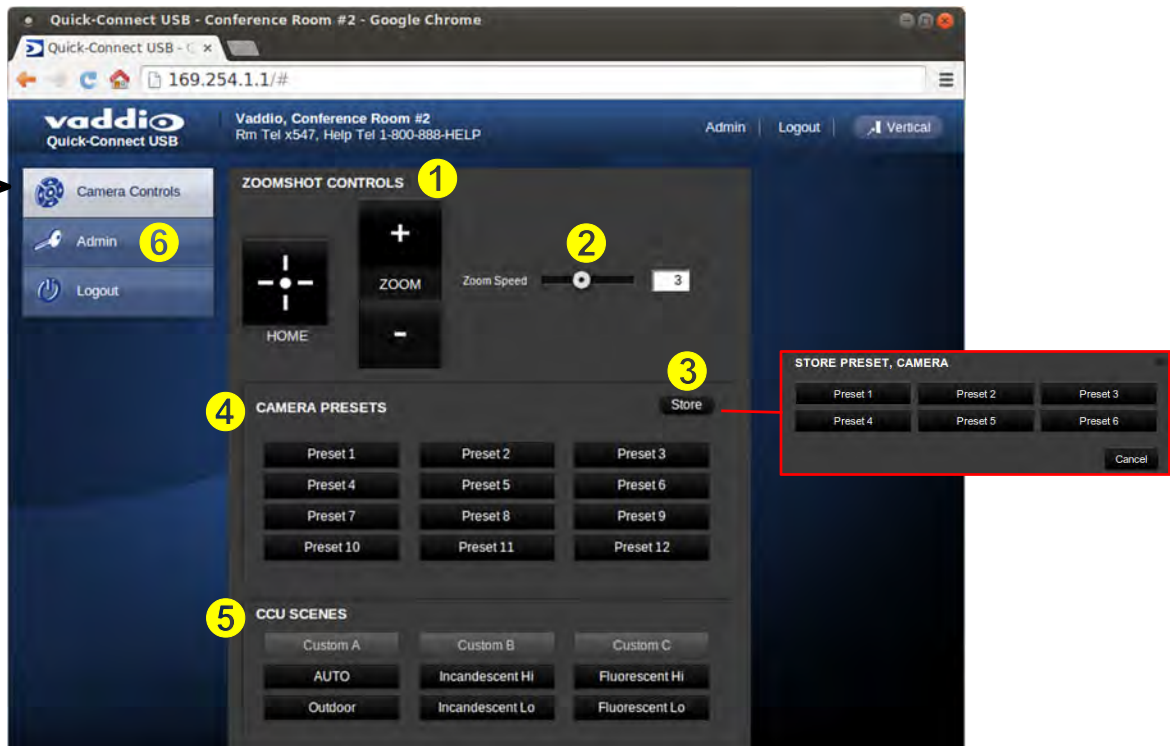 Quick-Connect USB - Conference Room #2 - Google Chrome
Quick-Connect USB - C ×
169.254.1.1/#
vaddio
Quick-Connect USB
Vaddio, Conference Room #2
Rm Tel x547, Help Tel 1-800-888-HELP
Admin | Logout | Vertical
Camera Controls
Admin 6
Logout
ZOOMSHOT CONTROLS 1
+
ZOOM
-
HOME
2
Zoom Speed 3
3
Store
4 CAMERA PRESETS
Preset 1 Preset 2 Preset 3
Preset 4 Preset 5 Preset 6
Preset 7 Preset 8 Preset 9
Preset 10 Preset 11 Preset 12
5 CCU SCENES
Custom A Custom B Custom C
AUTO Incandescent Hi Fluorescent Hi
Outdoor Incandescent Lo Fluorescent Lo
STORE PRESET, CAMERA
Preset 1 Preset 2 Preset 3
Preset 4 Preset 5 Preset 6
Cancel